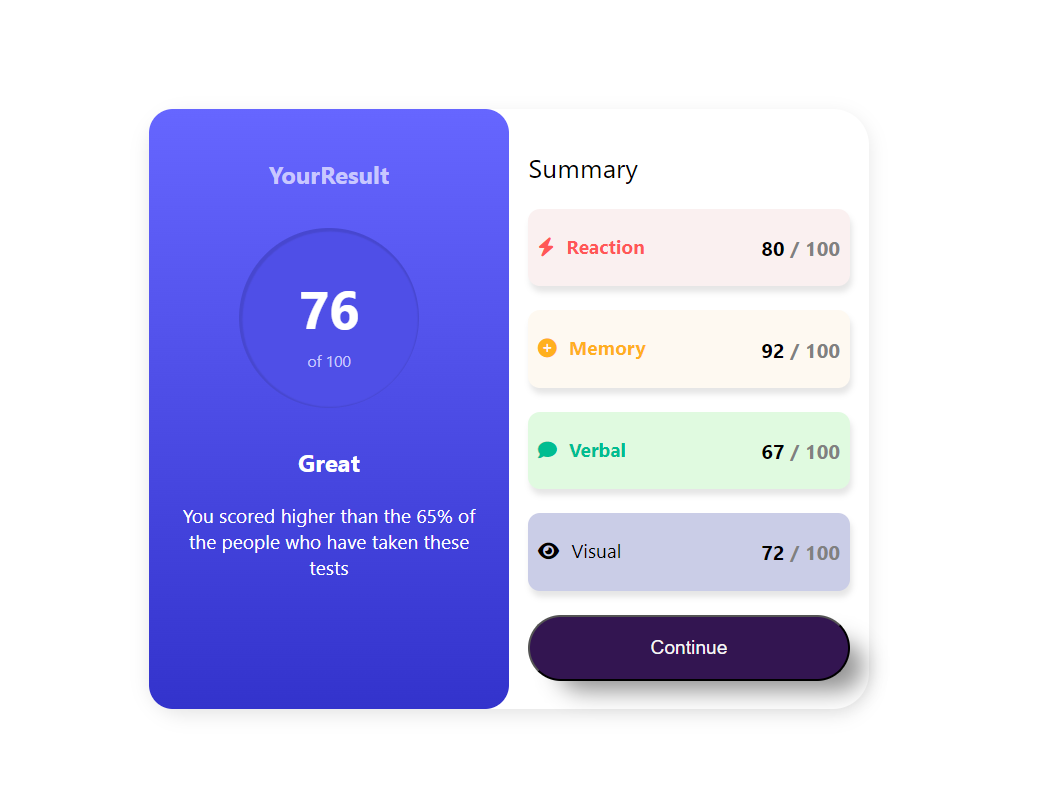 YourResult
76
of 100
Great
You scored higher than the 65% of
the people who have taken these
tests
Summary
Reaction 80 / 100
Memory 92 / 100
Verbal 67 / 100
Visual 72 / 100
Continue